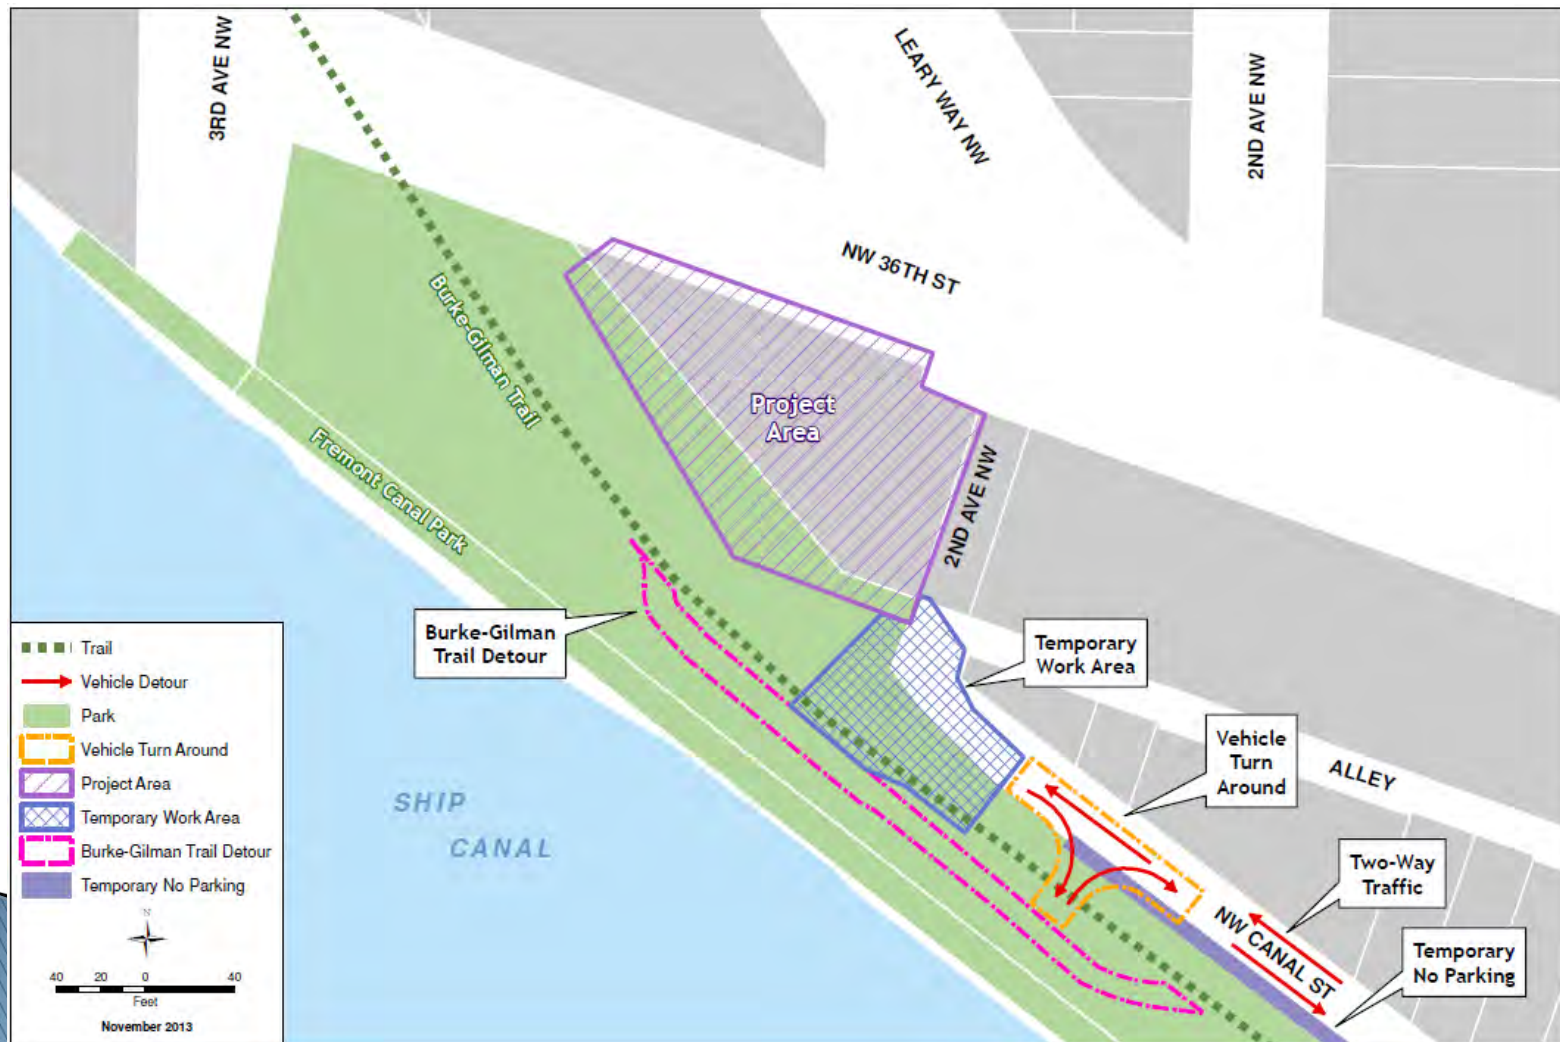 3RD AVE NW
LEARY WAY NW
2ND AVE NW
NW 36TH ST
Burke-Gilman Trail
Project
Area
Fremont Canal Park
2ND AVE NW
Burke-Gilman
Trail Detour
Temporary
Work Area
Vehicle
Turn
Around
ALLEY
SHIP
CANAL
Two-Way
Traffic
NW CANAL ST
Temporary
No Parking
Trail
Vehicle Detour
Park
Vehicle Turn Around
Project Area
Temporary Work Area
Burke-Gilman Trail Detour
Temporary No Parking
N
40 20 0 40
Feet
November 2013